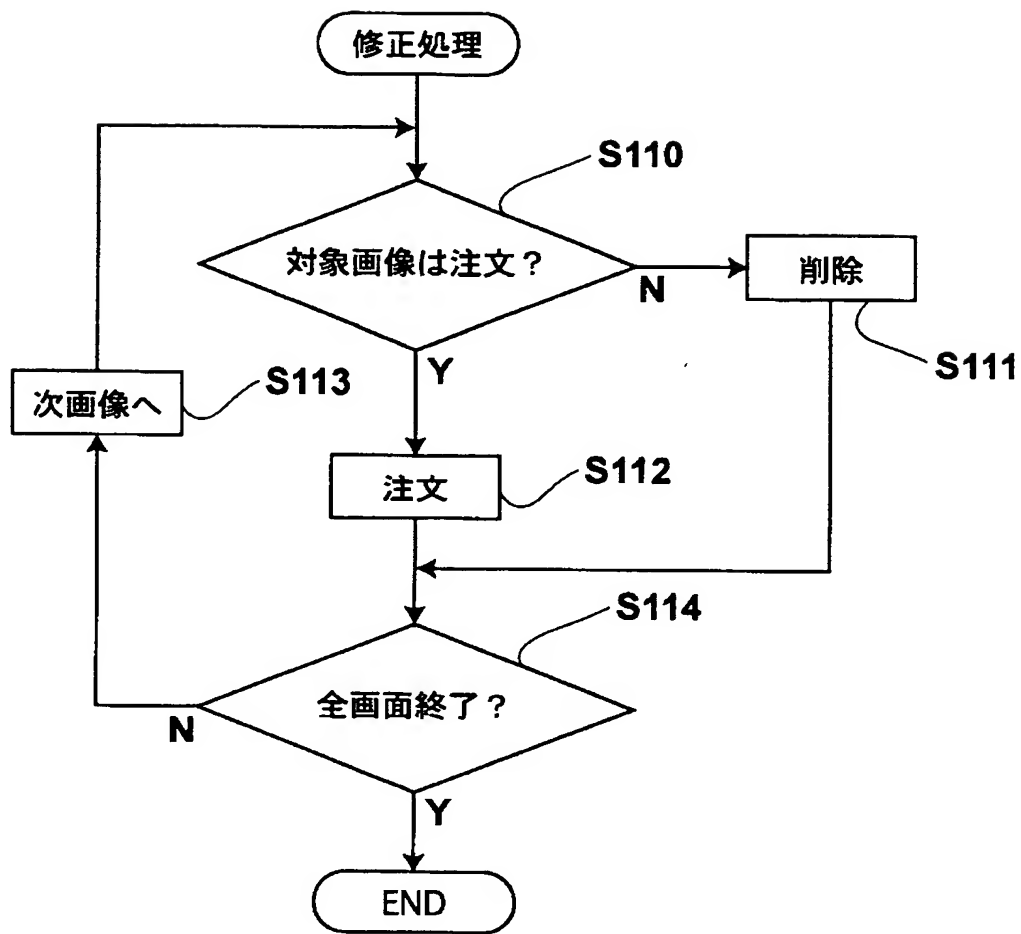 修正処理
S110
対象画像は注文？
N
削除
S111
Y
S113
次画像へ
注文
S112
S114
全画面終了？
N
Y
END